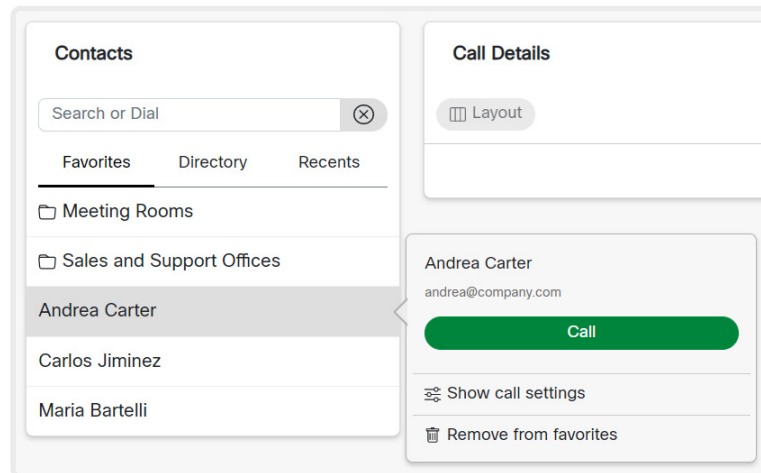 Contacts
Search or Dial
Favorites Directory Recents
Meeting Rooms
Sales and Support Offices
Andrea Carter
Carlos Jiminez
Maria Bartelli
Call Details
Layout
Andrea Carter
andrea@company.com
Call
Show call settings
Remove from favorites